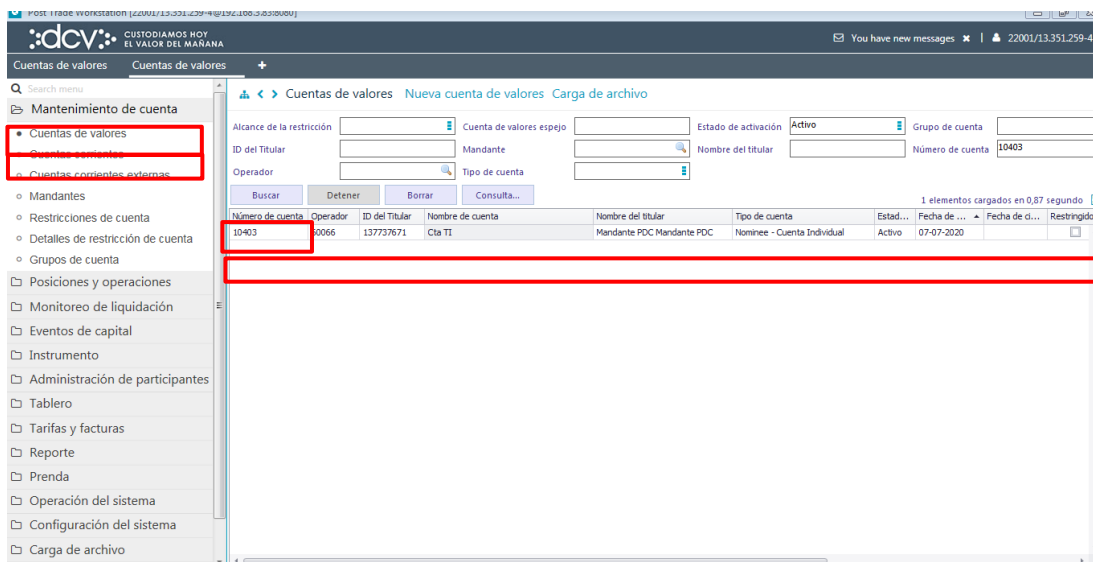 Post Trade Workstation [22001/13.351.259-4@192.168.3.83:8080]
dcv CUSTODIAMOS HOY
EL VALOR DEL MAÑANA
You have new messages × | 22001/13.351.259-4
Cuentas de valores Cuentas de valores +
Search menu
Mantenimiento de cuenta
Cuentas de valores
Cuentas corrientes
Cuentas corrientes externas
Mandantes
Restricciones de cuenta
Detalles de restricción de cuenta
Grupos de cuenta
Posiciones y operaciones
Monitoreo de liquidación
Eventos de capital
Instrumento
Administración de participantes
Tablero
Tarifas y facturas
Reporte
Prenda
Operación del sistema
Configuración del sistema
Carga de archivo
< > Cuentas de valores Nueva cuenta de valores Carga de archivo
Alcance de la restricción Cuenta de valores espejo Estado de activación Activo Grupo de cuenta
ID del Titular Mandante Nombre del titular Número de cuenta 10403
Operador Tipo de cuenta
Buscar Detener Borrar Consulta...
1 elementos cargados en 0,87 segundo
Número de cuenta Operador ID del Titular Nombre de cuenta Nombre del titular Tipo de cuenta Estad... Fecha de ... Fecha de ci... Restringido
10403 60066 137737671 Cta TI Mandante PDC Mandante PDC Nominee - Cuenta Individual Activo 07-07-2020